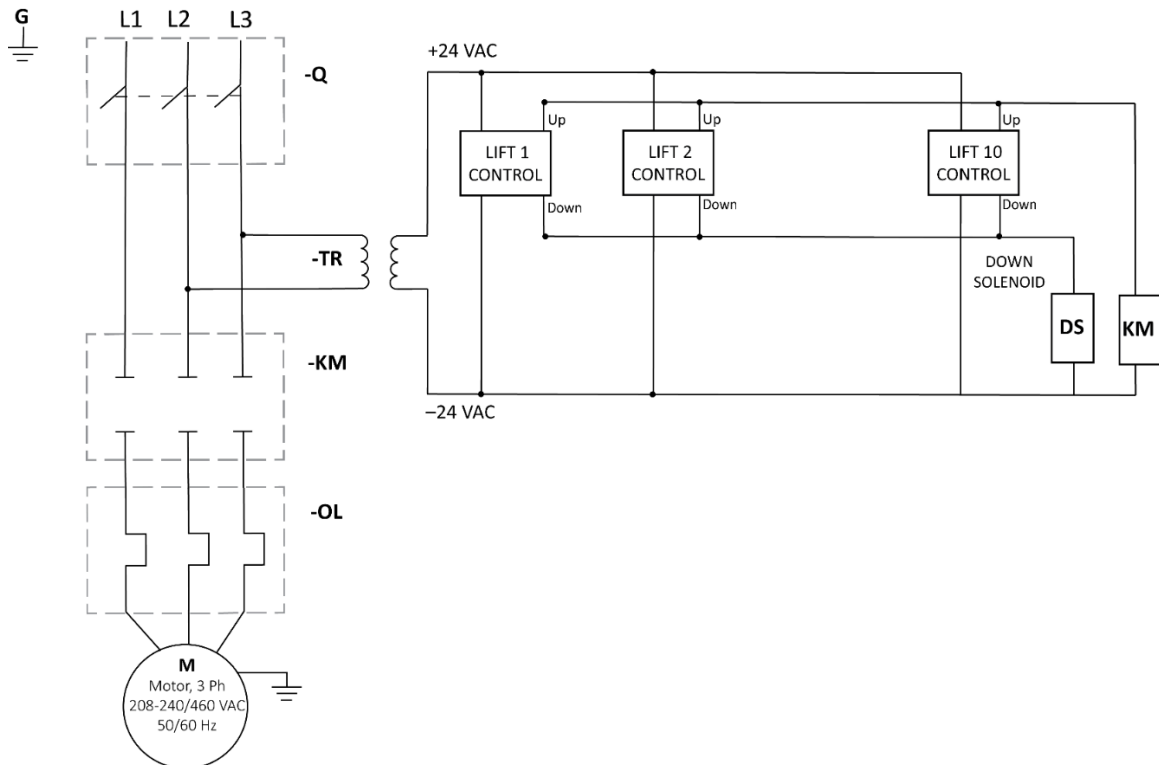 G
L1
L2
L3
-Q
+24 VAC
Up
Up
Up
LIFT 1
CONTROL
LIFT 2
CONTROL
LIFT 10
CONTROL
Down
Down
Down
-TR
DOWN
SOLENOID
DS
KM
-KM
–24 VAC
-OL
M
Motor, 3 Ph
208-240/460 VAC
50/60 Hz